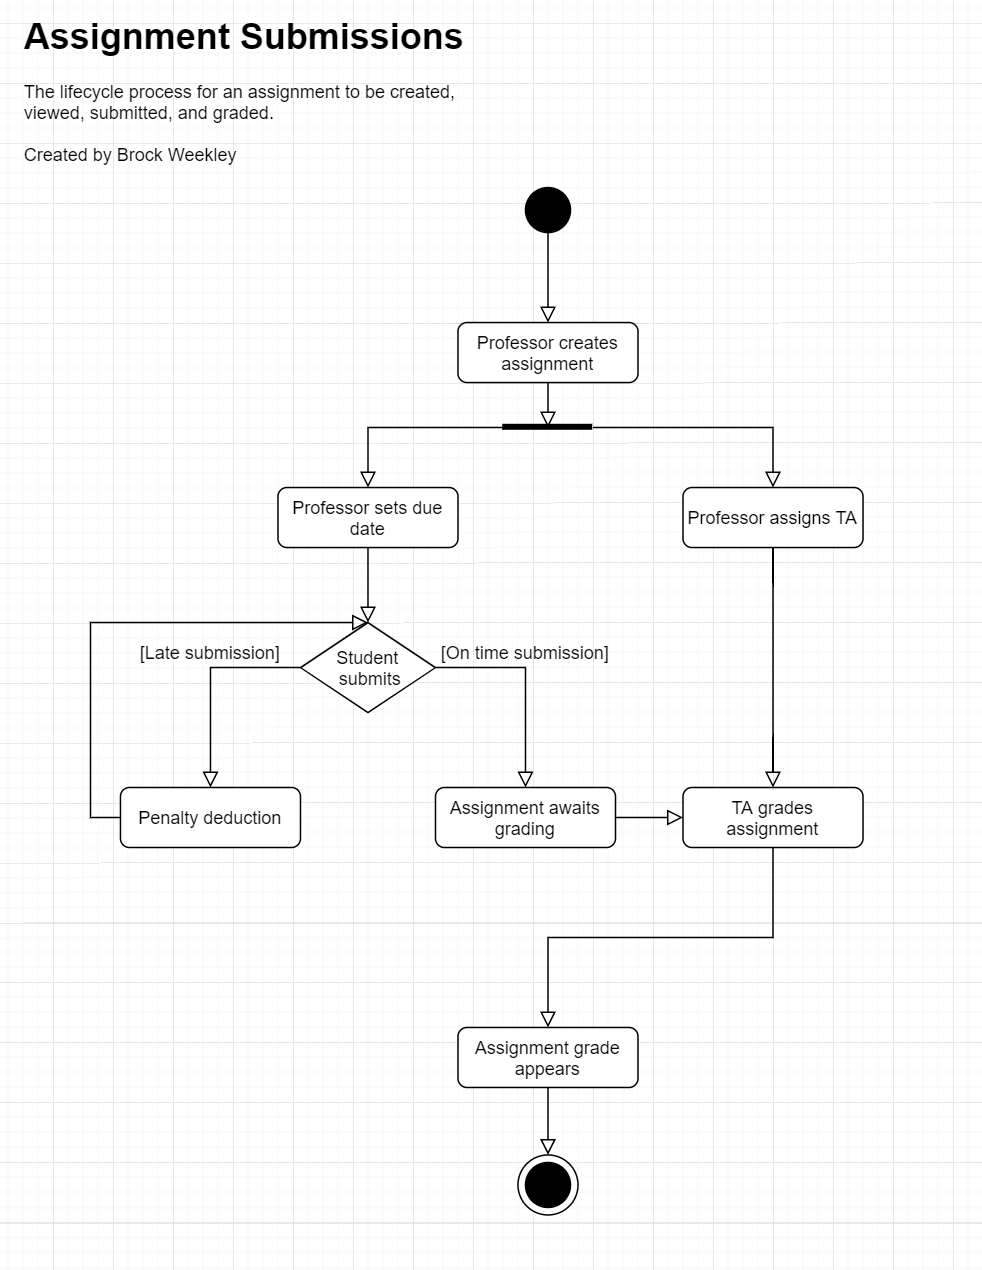 Assignment Submissions
The lifecycle process for an assignment to be created,
viewed, submitted, and graded.
Created by Brock Weekley
Professor creates
assignment
Professor sets due
date
Professor assigns TA
[Late submission]
Student
submits
[On time submission]
Penalty deduction
Assignment awaits
grading
TA grades
assignment
Assignment grade
appears